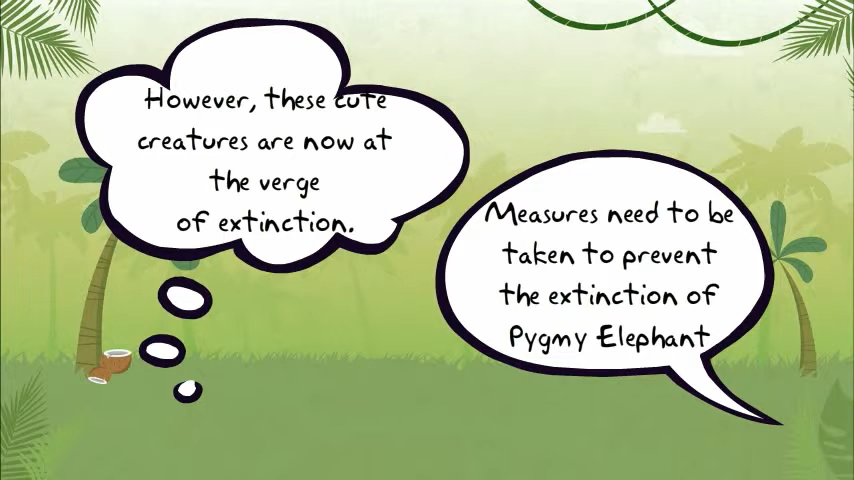 However, these cute
creatures are now at
the verge
of extinction.
Measures need to be
taken to prevent
the extinction of
Pygmy Elephant